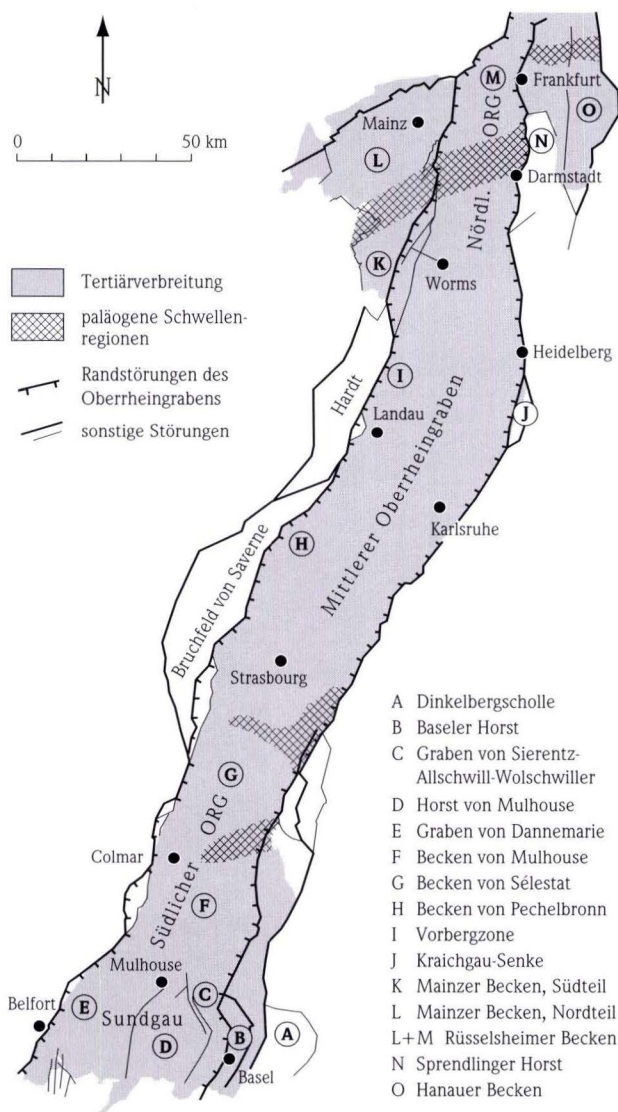 N
0 50 km
Tertiärverbreitung
paläogene Schwellen-
regionen
Randstörungen des
Oberrheingrabens
sonstige Störungen
M
Frankfurt
O
Mainz
ORG
N
L
Darmstadt
Nördl.
K
Worms
Heidelberg
Hardt
I
J
Landau
Mittlerer Oberrheingraben
Karlsruhe
H
Bruchfeld von Saverne
Strasbourg
G
ORG
Colmar
Südlicher
F
Mulhouse
C
Belfort
E
Sundgau
D
B
A
Basel
A Dinkelbergscholle
B Baseler Horst
C Graben von Sierentz-
Allschwill-Wolschwiller
D Horst von Mulhouse
E Graben von Dannemarie
F Becken von Mulhouse
G Becken von Sélestat
H Becken von Pechelbronn
I Vorbergzone
J Kraichgau-Senke
K Mainzer Becken, Südteil
L Mainzer Becken, Nordteil
L+M Rüsselsheimer Becken
N Sprendlinger Horst
O Hanauer Becken